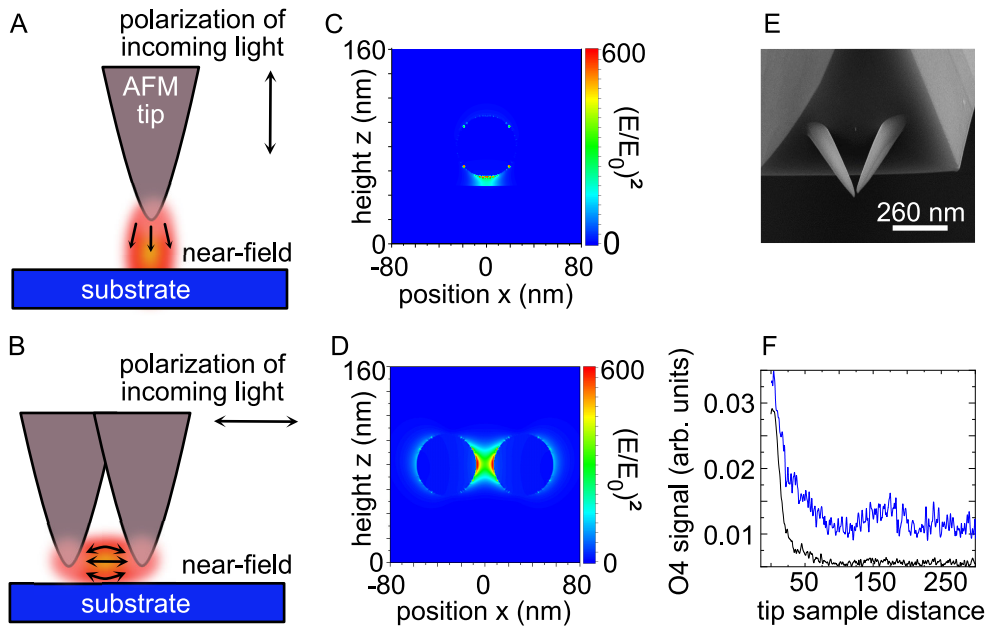 A
polarization of
incoming light
AFM
tip
near-field
substrate
B
polarization of
incoming light
near-field
substrate
C
160
height z (nm)
0
-80
0
80
position x (nm)
600
(E/E₀)²
0
D
160
height z (nm)
0
-80
0
80
position x (nm)
600
(E/E₀)²
0
E
260 nm
F
O4 signal (arb. units)
0.03
0.02
0.01
50
150
250
tip sample distance